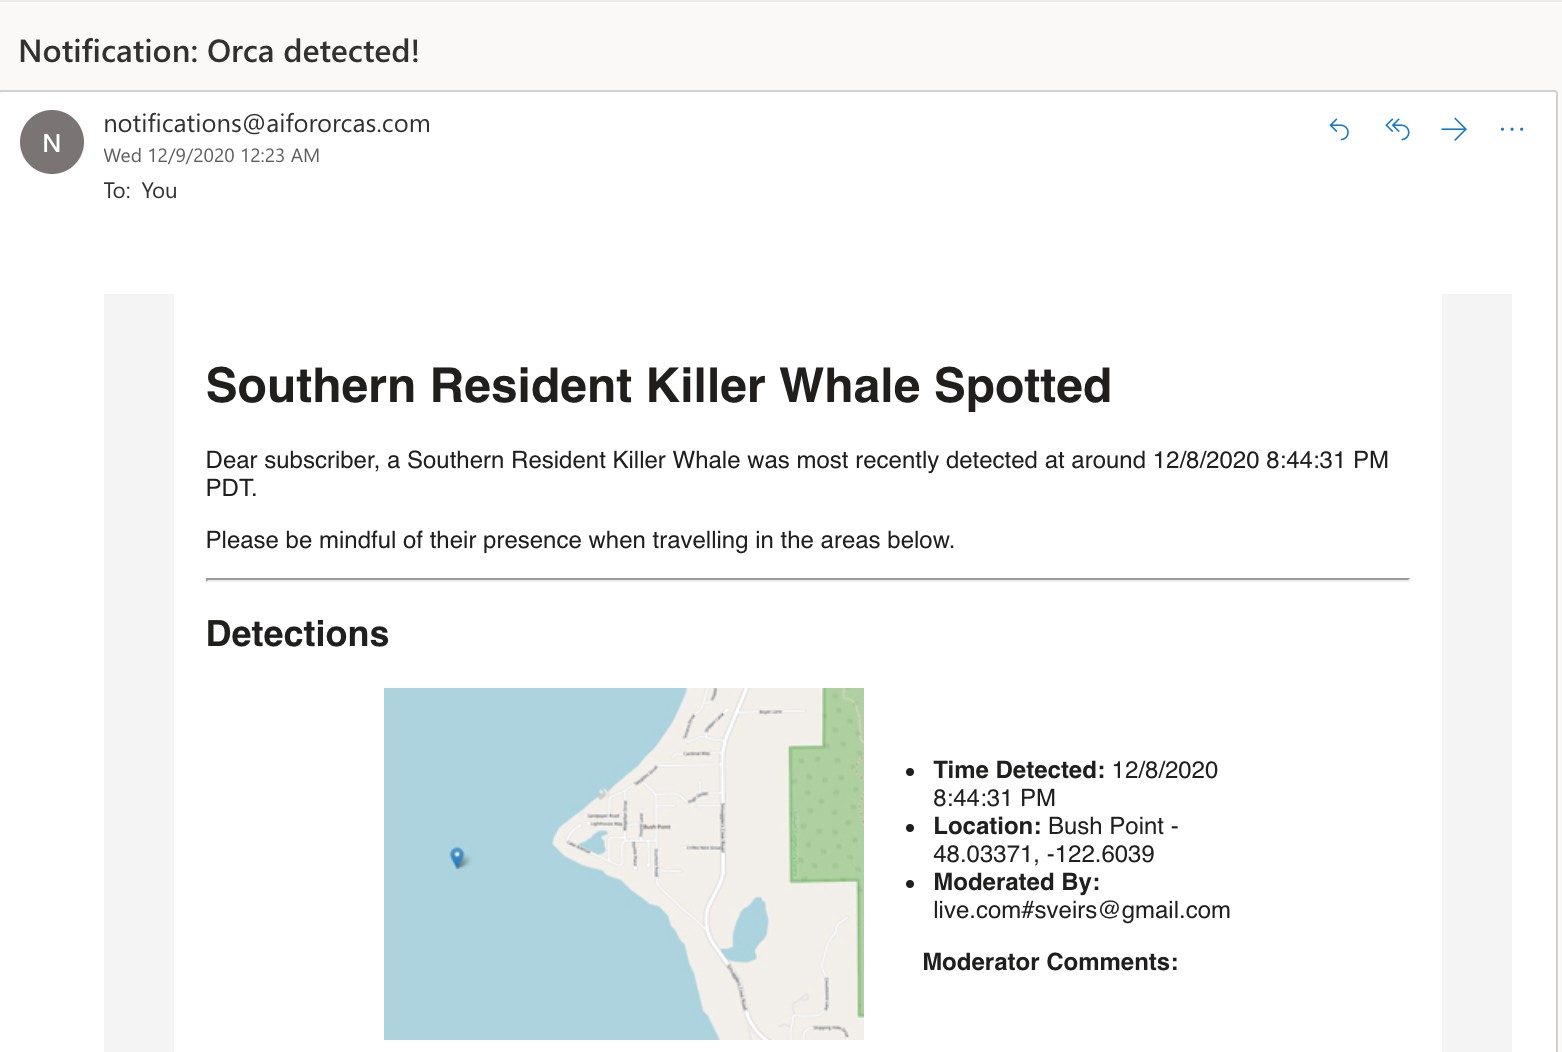 Notification: Orca detected!
N
notifications@aifororcas.com
Wed 12/9/2020 12:23 AM
To: You
Southern Resident Killer Whale Spotted
Dear subscriber, a Southern Resident Killer Whale was most recently detected at around 12/8/2020 8:44:31 PM
PDT.
Please be mindful of their presence when travelling in the areas below.
Detections
Bush Point
• Time Detected: 12/8/2020
8:44:31 PM
• Location: Bush Point -
48.03371, -122.6039
• Moderated By:
live.com#sveirs@gmail.com
Moderator Comments: